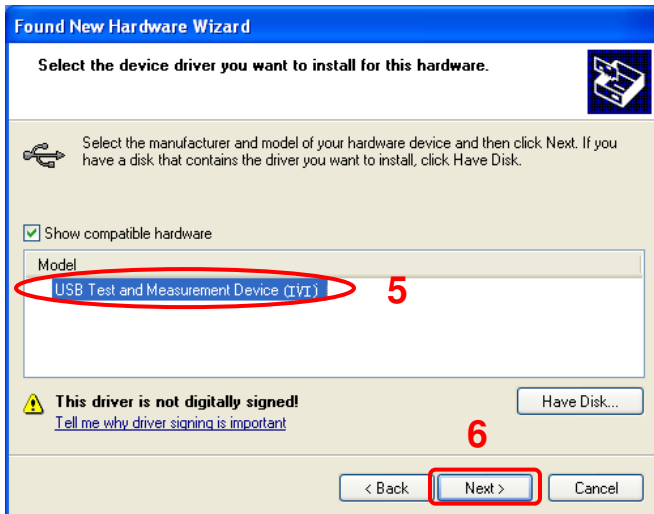 Found New Hardware Wizard
Select the device driver you want to install for this hardware.
Select the manufacturer and model of your hardware device and then click Next. If you
have a disk that contains the driver you want to install, click Have Disk.
Show compatible hardware
Model
USB Test and Measurement Device (IVI)
5
This driver is not digitally signed!
Have Disk...
Tell me why driver signing is important
6
< Back
Next >
Cancel